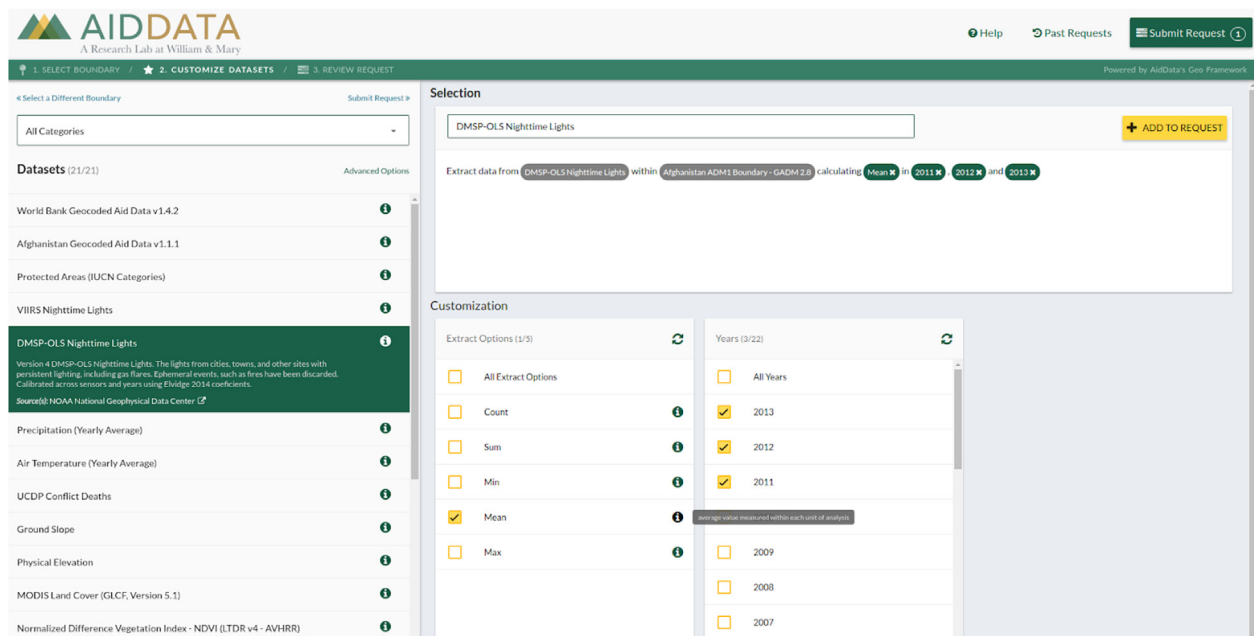 AIDDATA
A Research Lab at William & Mary
Help
Past Requests
Submit Request 1
1. SELECT BOUNDARY / 2. CUSTOMIZE DATASETS / 3. REVIEW REQUEST
Powered by AidData's Geo Framework
« Select a Different Boundary
Submit Request »
All Categories
Datasets (21/21)
Advanced Options
World Bank Geocoded Aid Data v1.4.2
Afghanistan Geocoded Aid Data v1.1.1
Protected Areas (IUCN Categories)
VIIRS Nighttime Lights
DMSP-OLS Nighttime Lights
Version 4 DMSP-OLS Nighttime Lights. The lights from cities, towns, and other sites with
persistent lighting, including gas flares. Ephemeral events, such as fires have been discarded.
Calibrated across sensors and years using Elvidge 2014 coeficients.
Source(s): NOAA National Geophysical Data Center
Precipitation (Yearly Average)
Air Temperature (Yearly Average)
UCDP Conflict Deaths
Ground Slope
Physical Elevation
MODIS Land Cover (GLCF, Version 5.1)
Normalized Difference Vegetation Index - NDVI (LTDR v4 - AVHRR)
Selection
DMSP-OLS Nighttime Lights
+ ADD TO REQUEST
Extract data from DMSP-OLS Nighttime Lights within Afghanistan ADM1 Boundary - GADM 2.8 calculating Mean ✖ in 2011 ✖ , 2012 ✖ and 2013 ✖
Customization
Extract Options (1/5)
All Extract Options
Count
Sum
Min
Mean
average value measured within each unit of analysis
Max
Years (3/22)
All Years
2013
2012
2011
2009
2008
2007